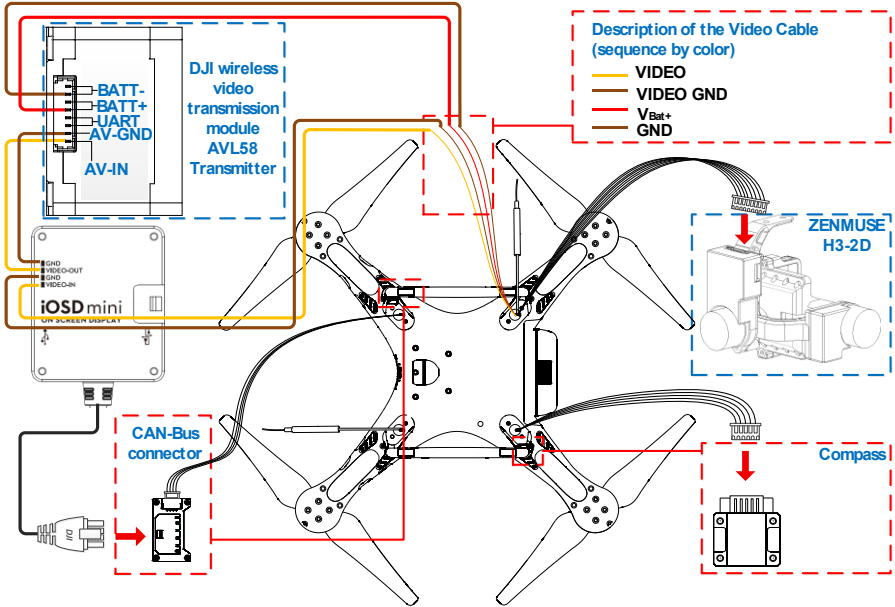 Description of the Video Cable
(sequence by color)
VIDEO
VIDEO GND
VBat+
GND
DJI wireless
video
transmission
module
AVL58
Transmitter
BATT-
BATT+
UART
AV-GND
AV-IN
ZENMUSE
H3-2D
GND
VIDEO-OUT
GND
VIDEO-IN
iOSD mini
ON SCREEN DISPLAY
CAN-Bus
connector
Compass
DJI